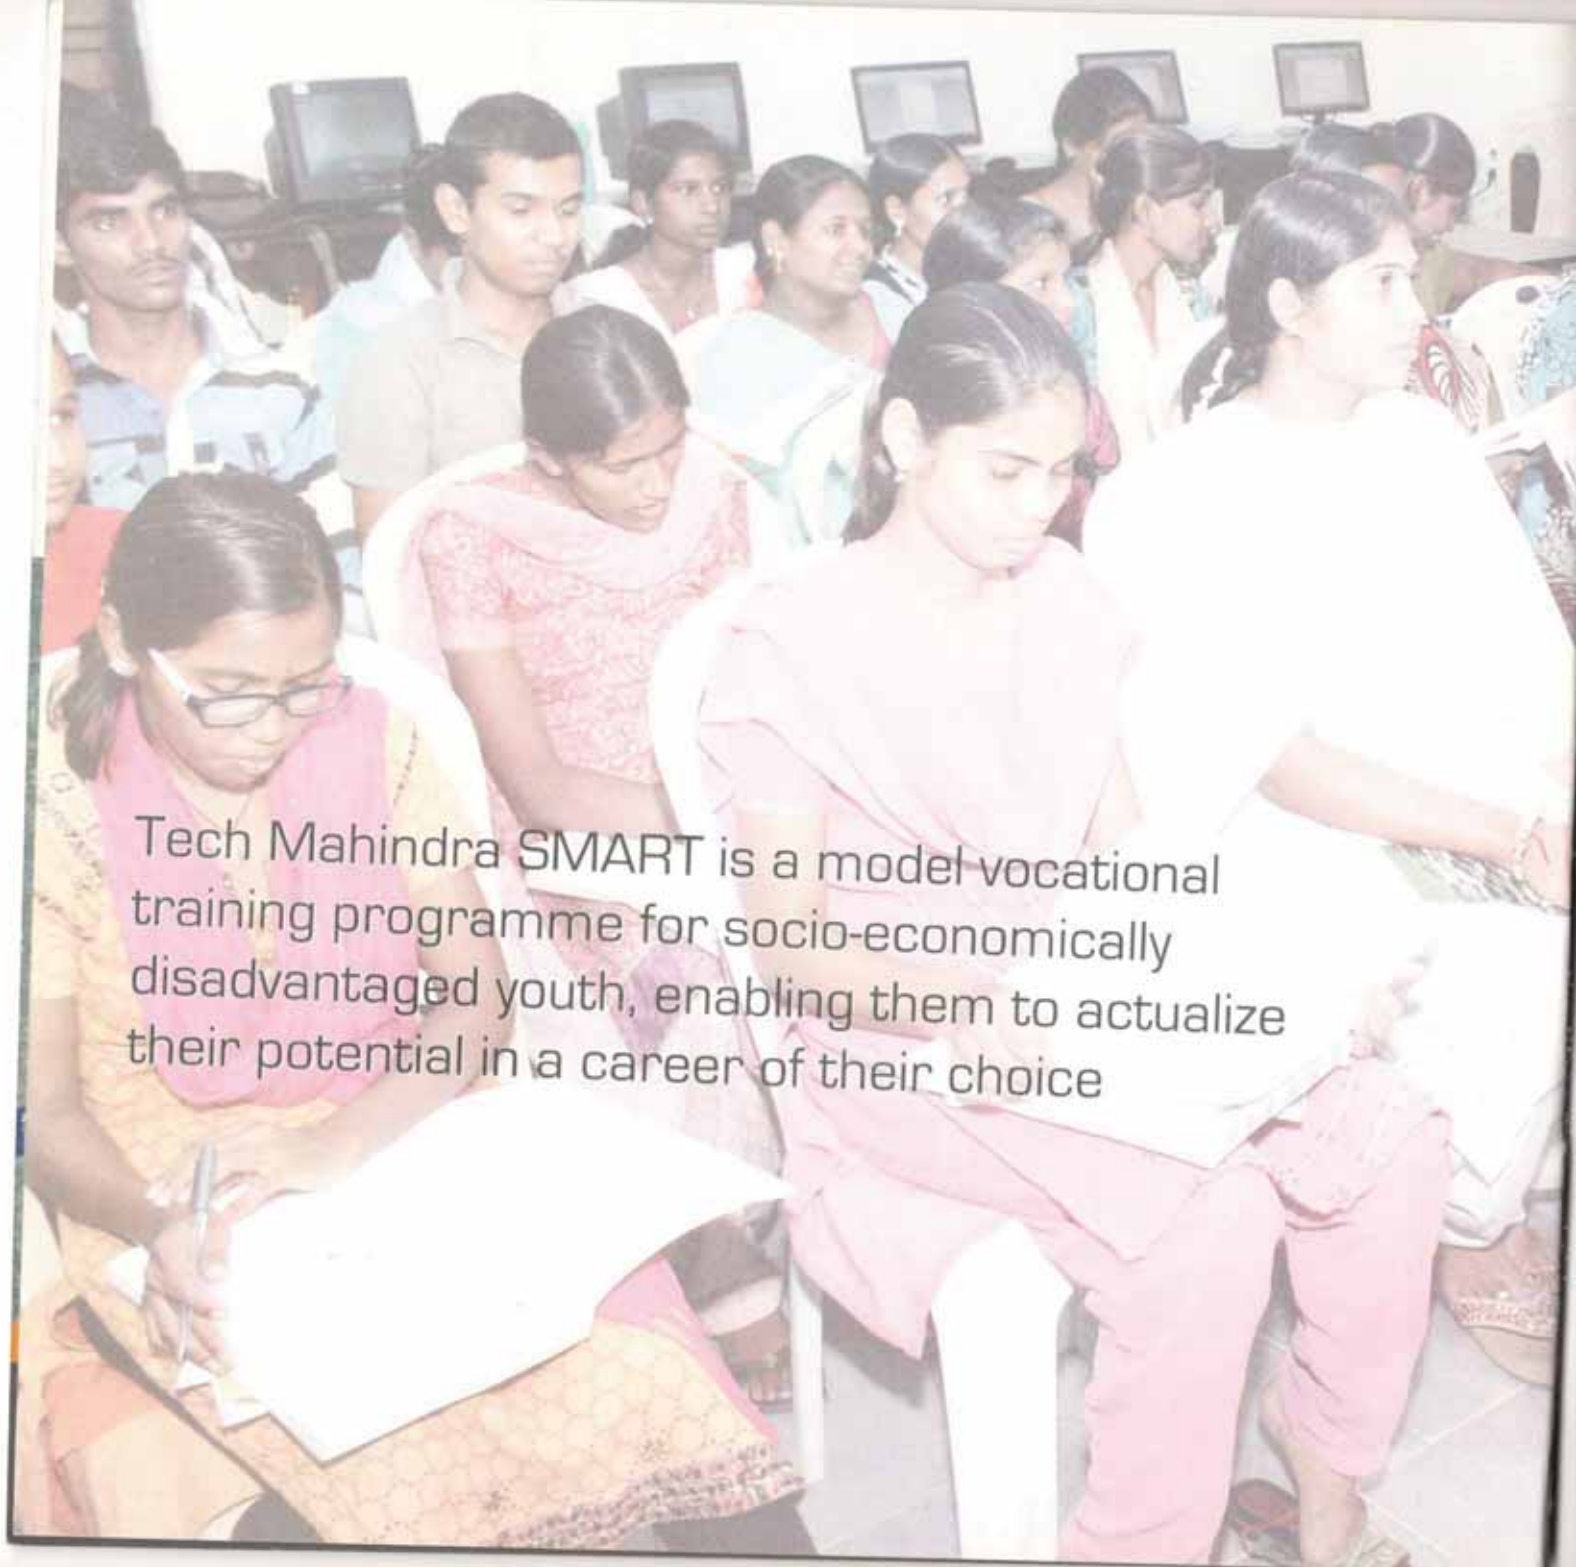 Tech Mahindra SMART is a model vocational
training programme for socio-economically
disadvantaged youth, enabling them to actualize
their potential in a career of their choice